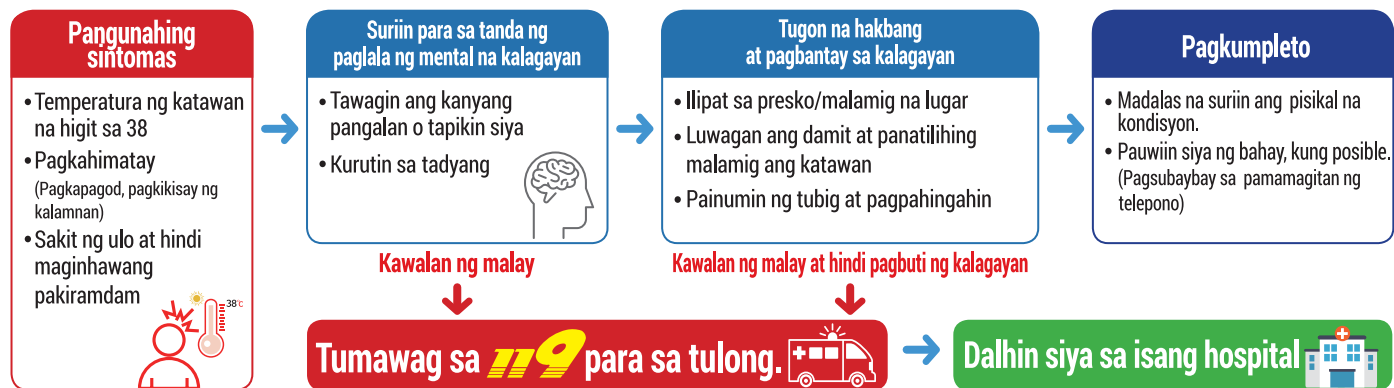 Pangunahing
sintomas
• Temperatura ng katawan
na higit sa 38
• Pagkahimatay
(Pagkapagod, pagkikisay ng
kalamnan)
• Sakit ng ulo at hindi
maginhawang
pakiramdam
38℃
Suriin para sa tanda ng
paglala ng mental na kalagayan
• Tawagin ang kanyang
pangalan o tapikin siya
• Kurutin sa tadyang
Kawalan ng malay
Tugon na hakbang
at pagbantay sa kalagayan
• Ilipat sa presko/malamig na lugar
• Luwagan ang damit at panatilihing
malamig ang katawan
• Painumin ng tubig at pagpahingahin
Kawalan ng malay at hindi pagbuti ng kalagayan
Pagkumpleto
• Madalas na suriin ang pisikal na
kondisyon.
• Pauwiin siya ng bahay, kung posible.
(Pagsubaybay sa pamamagitan ng
telepono)
Tumawag sa 119 para sa tulong.
Dalhin siya sa isang hospital